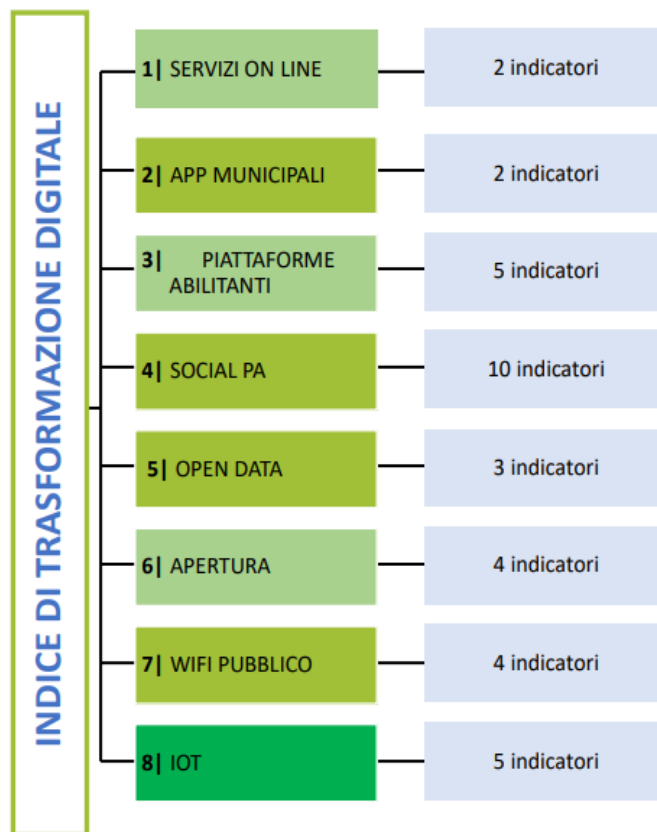 INDICE DI TRASFORMAZIONE DIGITALE
1| SERVIZI ON LINE
2 indicatori
2| APP MUNICIPALI
2 indicatori
3| PIATTAFORME
ABILITANTI
5 indicatori
4| SOCIAL PA
10 indicatori
5| OPEN DATA
3 indicatori
6| APERTURA
4 indicatori
7| WIFI PUBBLICO
4 indicatori
8| IOT
5 indicatori